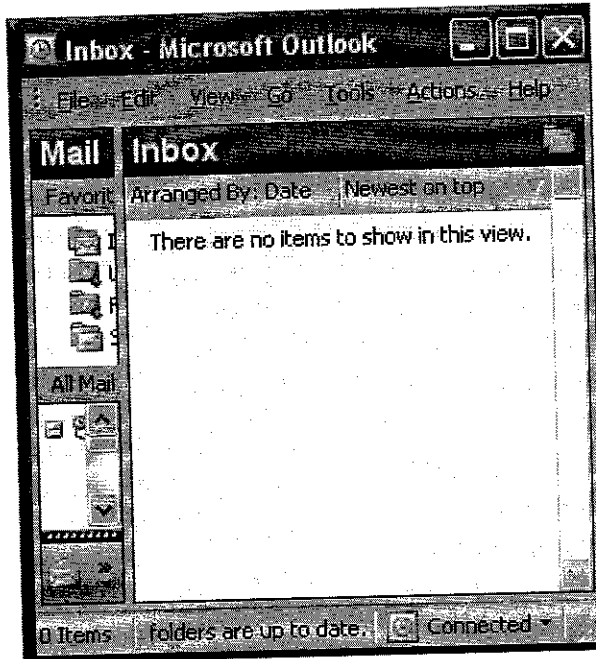 Inbox - Microsoft Outlook
File Edit View Go Tools Actions Help
Mail Inbox
Favorit Arranged By: Date Newest on top
There are no items to show in this view.
All Mail
0 Items folders are up to date. Connected